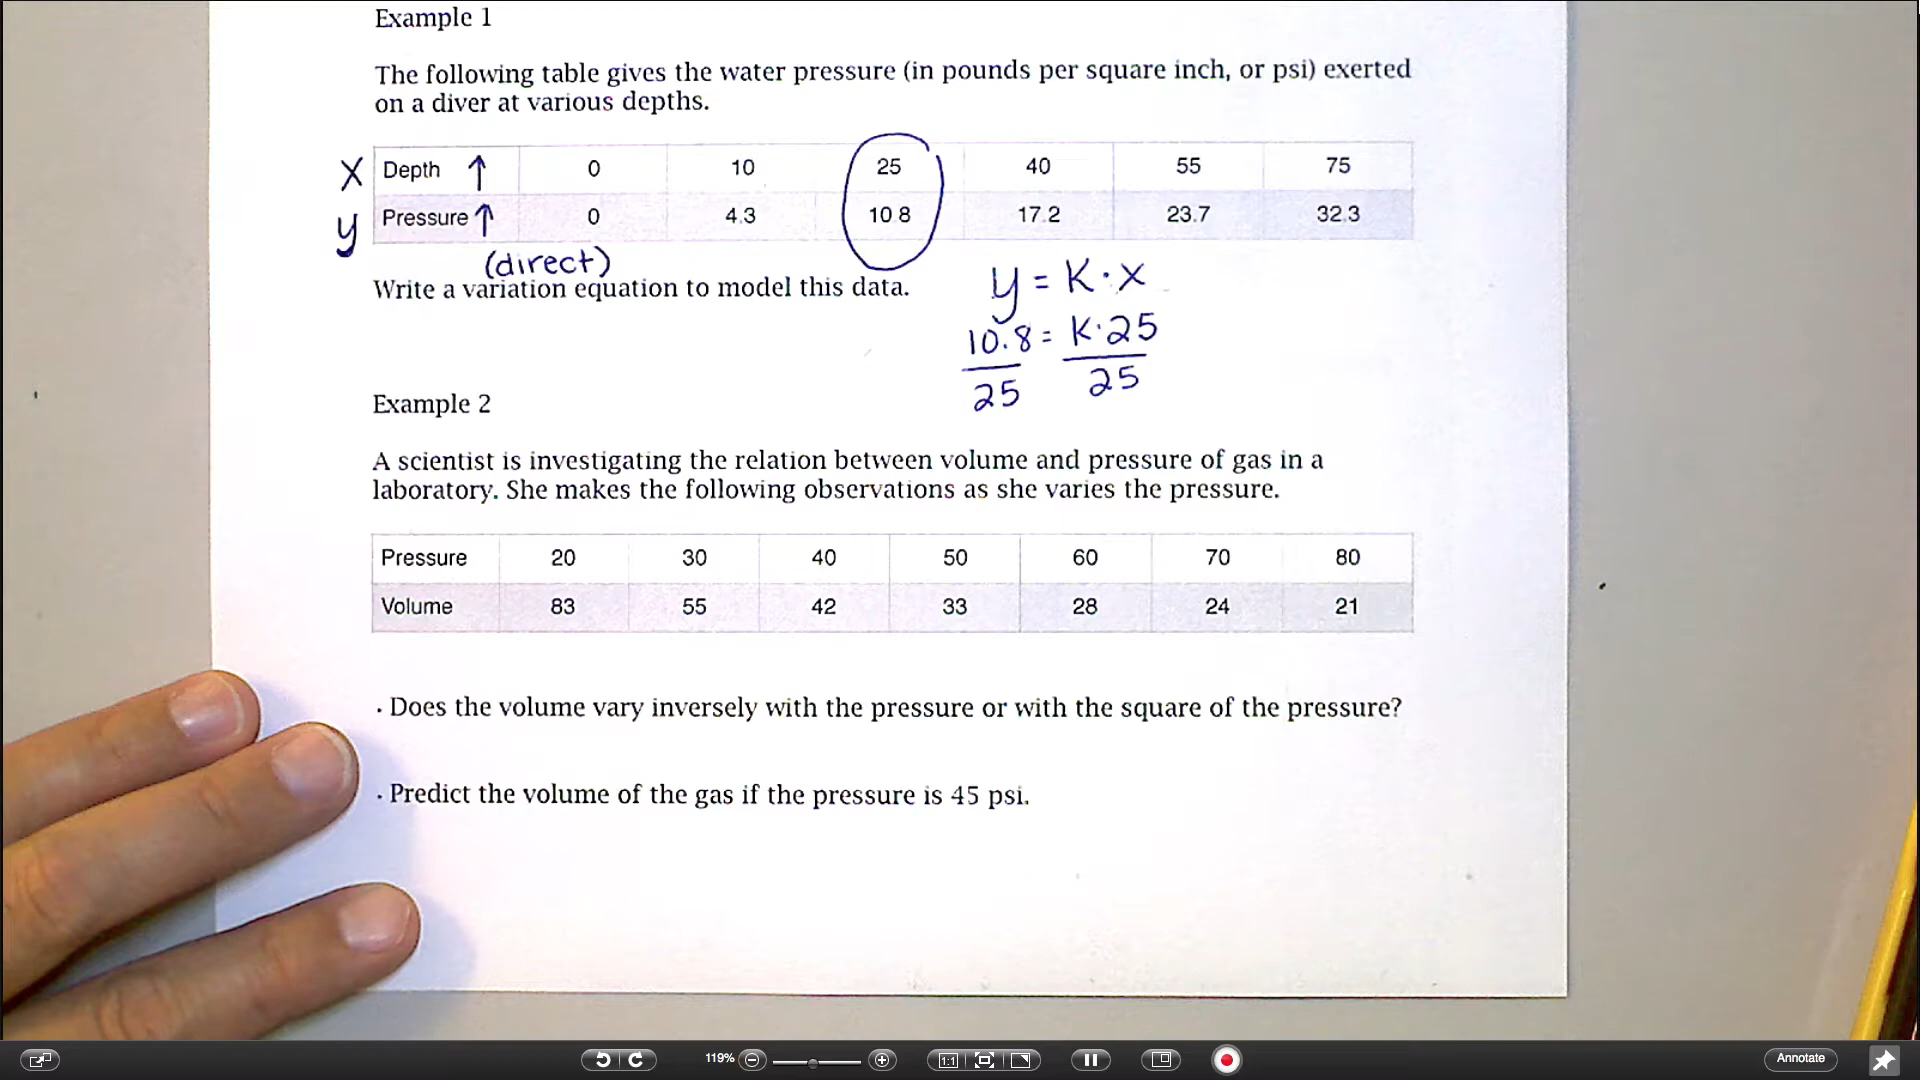 Example 1
The following table gives the water pressure (in pounds per square inch, or psi) exerted
on a diver at various depths.
X Depth ↑ 0 10 25 40 55 75
y Pressure ↑ 0 4.3 10 8 17.2 23.7 32.3
(direct)
Write a variation equation to model this data.
y = K · X
10.8 = K · 25
25 25
Example 2
A scientist is investigating the relation between volume and pressure of gas in a
laboratory. She makes the following observations as she varies the pressure.
Pressure 20 30 40 50 60 70 80
Volume 83 55 42 33 28 24 21
· Does the volume vary inversely with the pressure or with the square of the pressure?
· Predict the volume of the gas if the pressure is 45 psi.
119% 1:1 Annotate